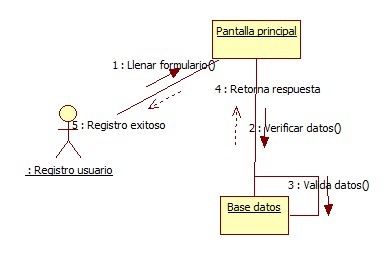 Pantalla principal
1 : Llenar formulario()
4 : Retorna respuesta
5 : Registro exitoso
2 : Verificar datos()
: Registro usuario
3 : Valida datos()
Base datos